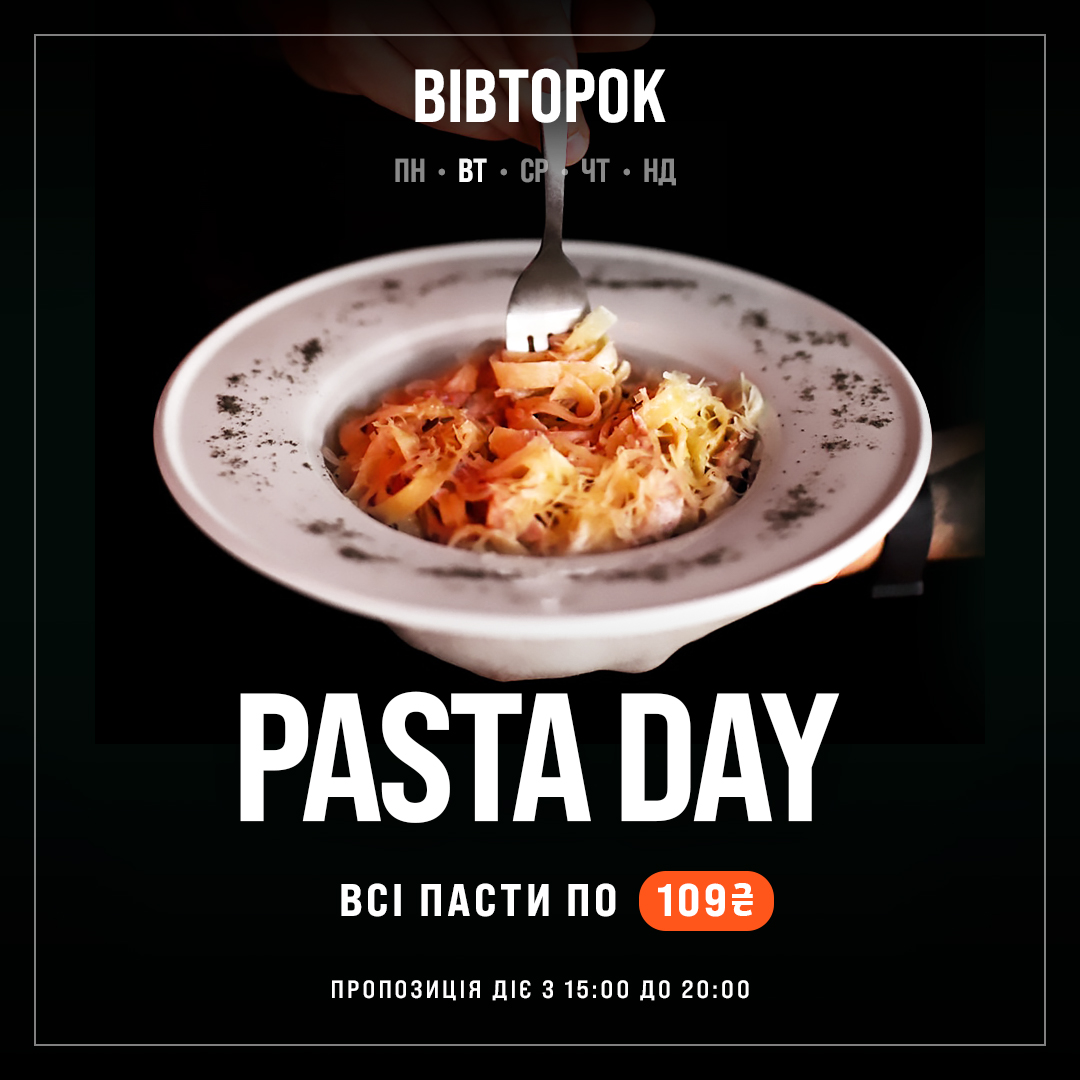 ВІВТОРОК
ПН • ВТ • СР • ЧТ • НД
PASTA DAY
ВСІ ПАСТИ ПО 109₴
ПРОПОЗИЦІЯ ДІЄ З 15:00 ДО 20:00